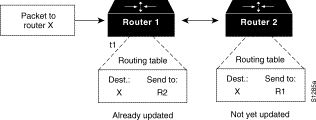 Packet to
router X
Router 1
Router 2
t1
Routing table
Dest.: Send to:
X R2
Already updated
Routing table
Dest.: Send to:
X R1
Not yet updated
S1285a